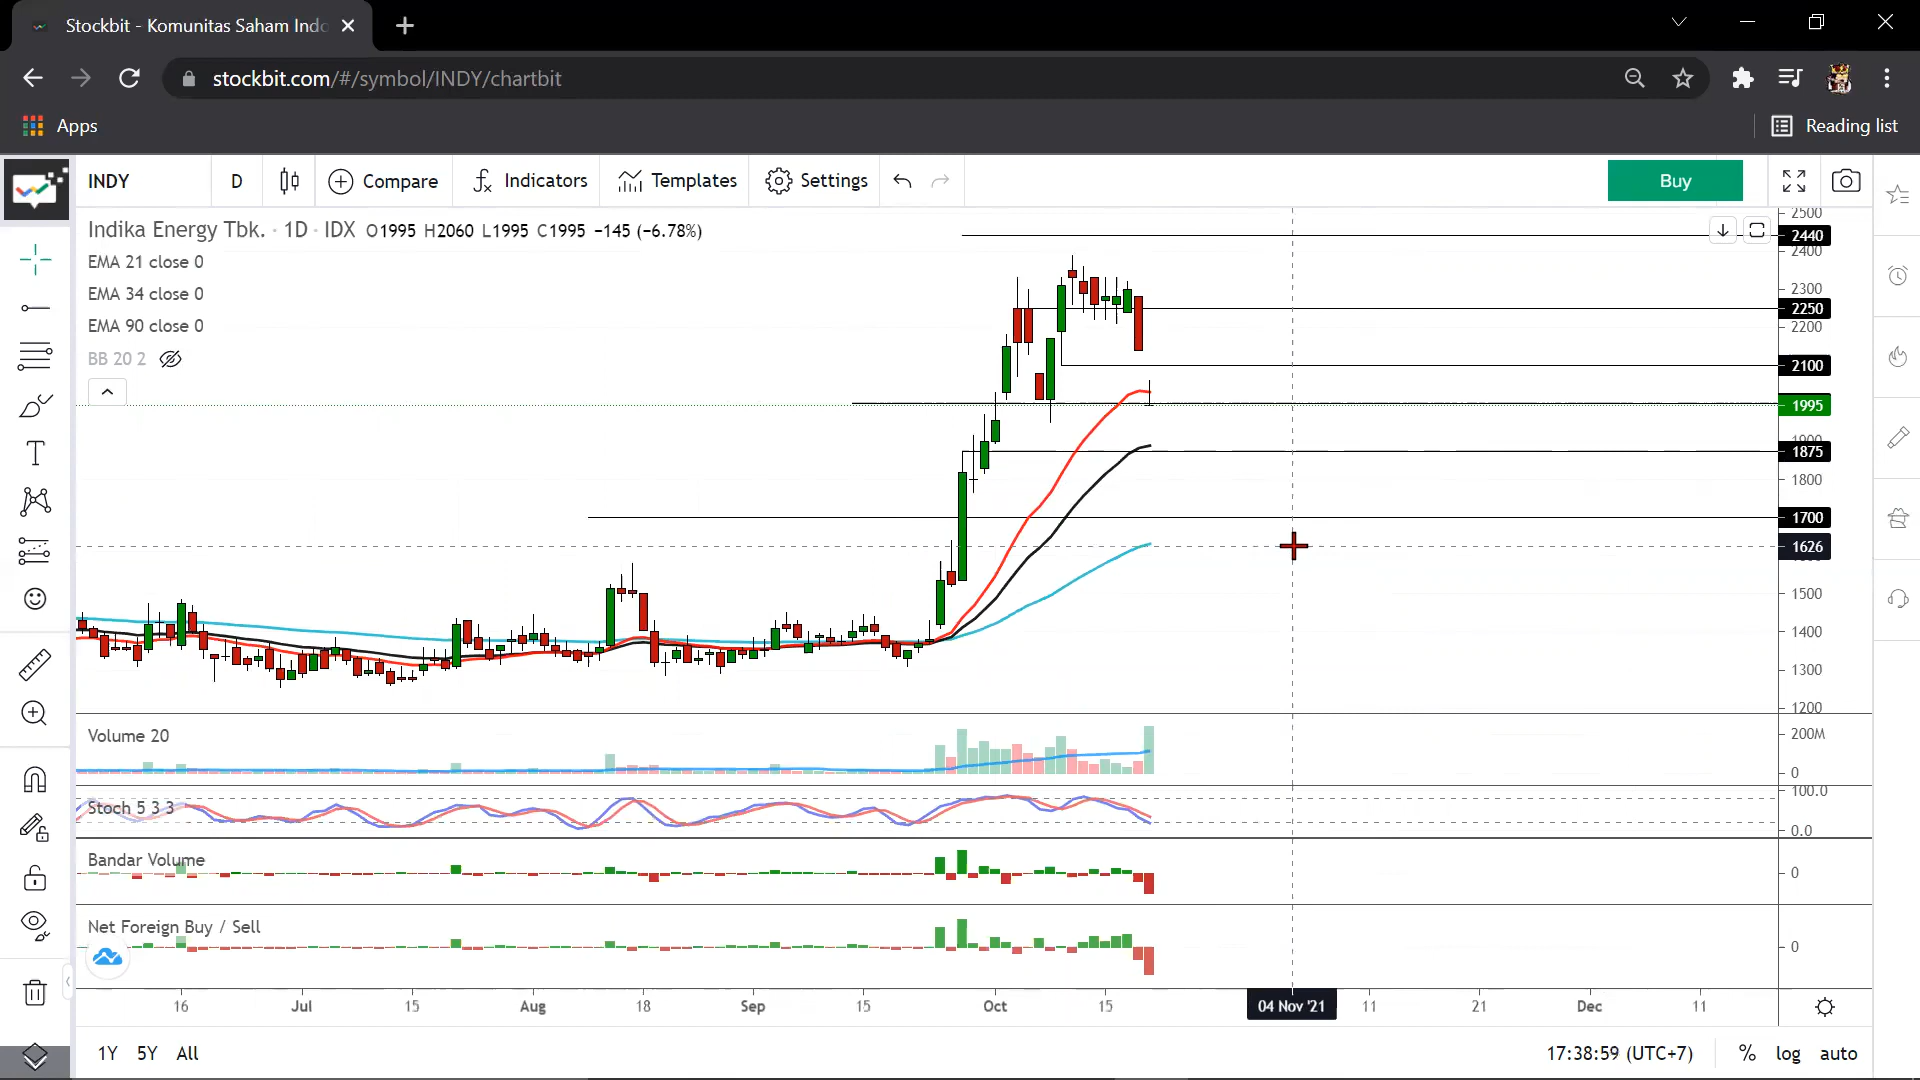 Stockbit - Komunitas Saham Indo
stockbit.com/#/symbol/INDY/chartbit
Apps
Reading list
INDY
D
Compare
Indicators
Templates
Settings
Buy
Indika Energy Tbk. · 1D · IDX O1995 H2060 L1995 C1995 −145 (−6.78%)
EMA 21 close 0
EMA 34 close 0
EMA 90 close 0
BB 20 2
2500
2440
2400
2300
2250
2200
2100
1995
1900
1875
1800
1700
1626
1500
1400
1300
1200
Volume 20
200M
0
Stoch 5 3 3
100.0
0.0
Bandar Volume
0
Net Foreign Buy / Sell
0
16 Jul 15 Aug 18 Sep 15 Oct 15 04 Nov '21 11 21 Dec 11
1Y 5Y All
17:38:59 (UTC+7) % log auto